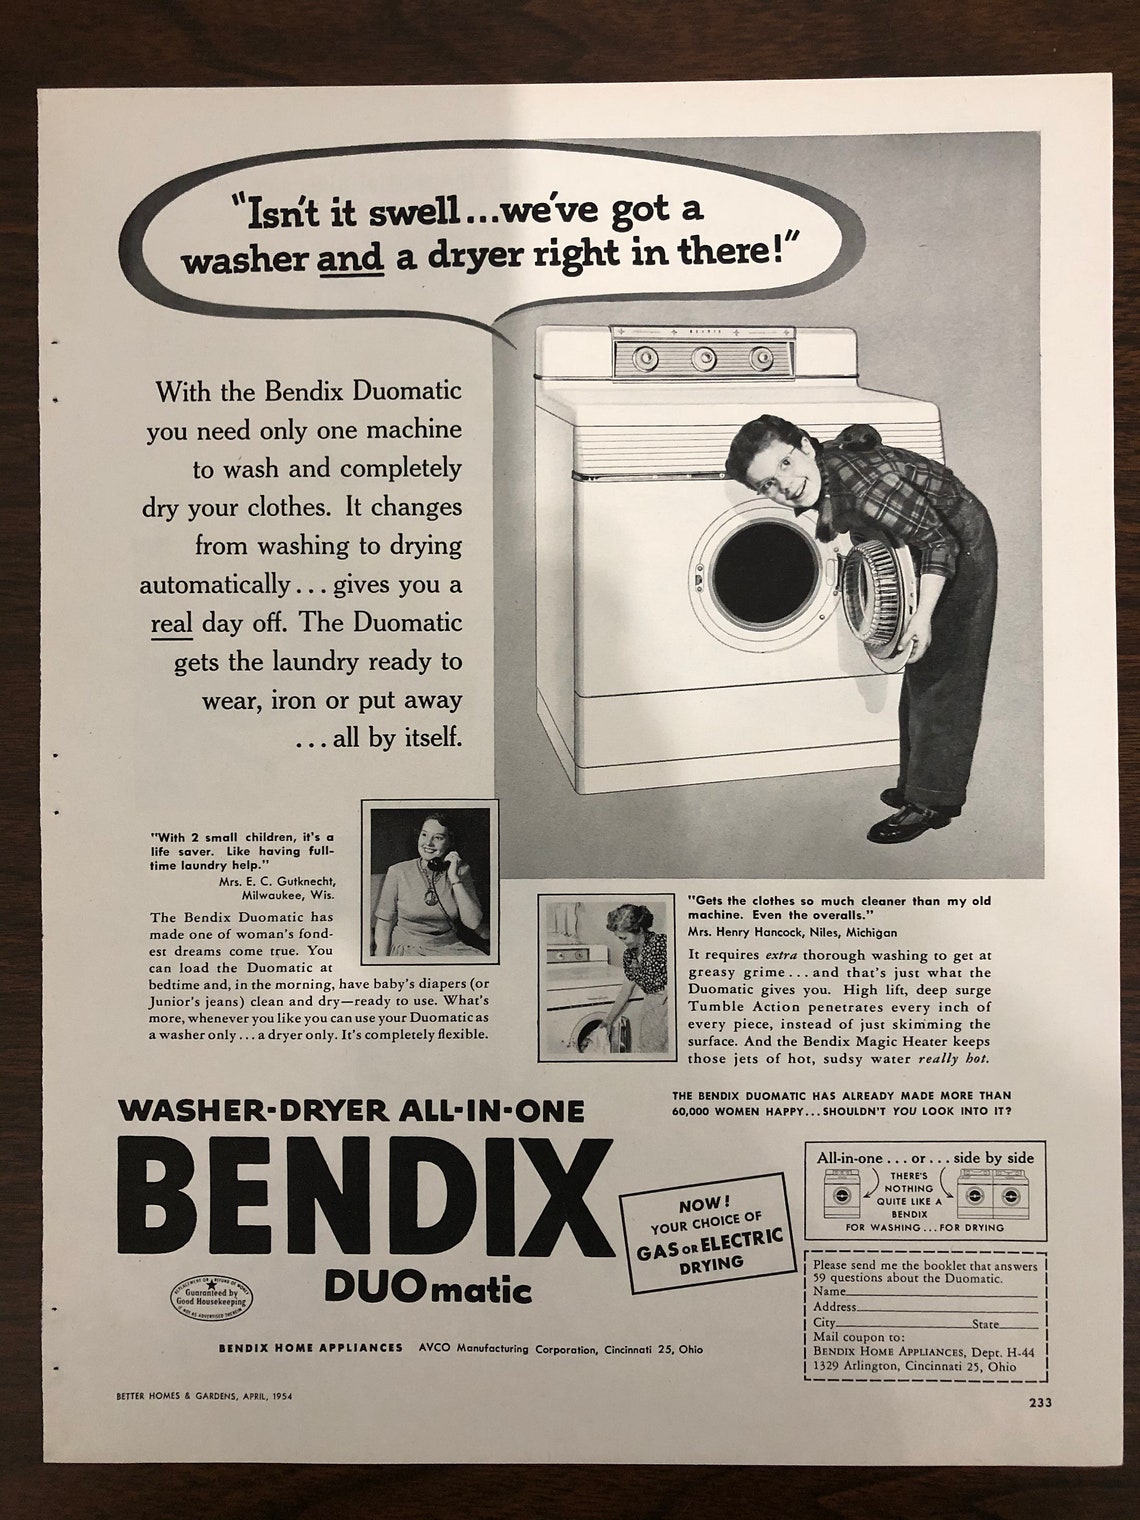 "Isn't it swell...we've got a
washer and a dryer right in there!"
With the Bendix Duomatic
you need only one machine
to wash and completely
dry your clothes. It changes
from washing to drying
automatically... gives you a
real day off. The Duomatic
gets the laundry ready to
wear, iron or put away
...all by itself.
"With 2 small children, it's a
life saver. Like having full-
time laundry help."
Mrs. E. C. Gutknecht,
Milwaukee, Wis.
The Bendix Duomatic has
made one of woman's fond-
est dreams come true. You
can load the Duomatic at
bedtime and, in the morning, have baby's diapers (or
Junior's jeans) clean and dry—ready to use. What's
more, whenever you like you can use your Duomatic as
a washer only...a dryer only. It's completely flexible.
"Gets the clothes so much cleaner than my old
machine. Even the overalls."
Mrs. Henry Hancock, Niles, Michigan
It requires extra thorough washing to get at
greasy grime...and that's just what the
Duomatic gives you. High lift, deep surge
Tumble Action penetrates every inch of
every piece, instead of just skimming the
surface. And the Bendix Magic Heater keeps
those jets of hot, sudsy water really hot.
THE BENDIX DUOMATIC HAS ALREADY MADE MORE THAN
60,000 WOMEN HAPPY...SHOULDN'T YOU LOOK INTO IT?
WASHER-DRYER ALL-IN-ONE
BENDIX
DUOmatic
NOW!
YOUR CHOICE OF
GAS OR ELECTRIC
DRYING
All-in-one...or...side by side
THERE'S
NOTHING
QUITE LIKE A
BENDIX
FOR WASHING...FOR DRYING
Please send me the booklet that answers
59 questions about the Duomatic.
Name
Address
City State
Mail coupon to:
BENDIX HOME APPLIANCES, Dept. H-44
1329 Arlington, Cincinnati 25, Ohio
REPLACEMENT OR REFUND OF MONEY
Guaranteed by
Good Housekeeping
IF NOT AS ADVERTISED THEREIN
BENDIX HOME APPLIANCES AVCO Manufacturing Corporation, Cincinnati 25, Ohio
BETTER HOMES & GARDENS, APRIL, 1954
233